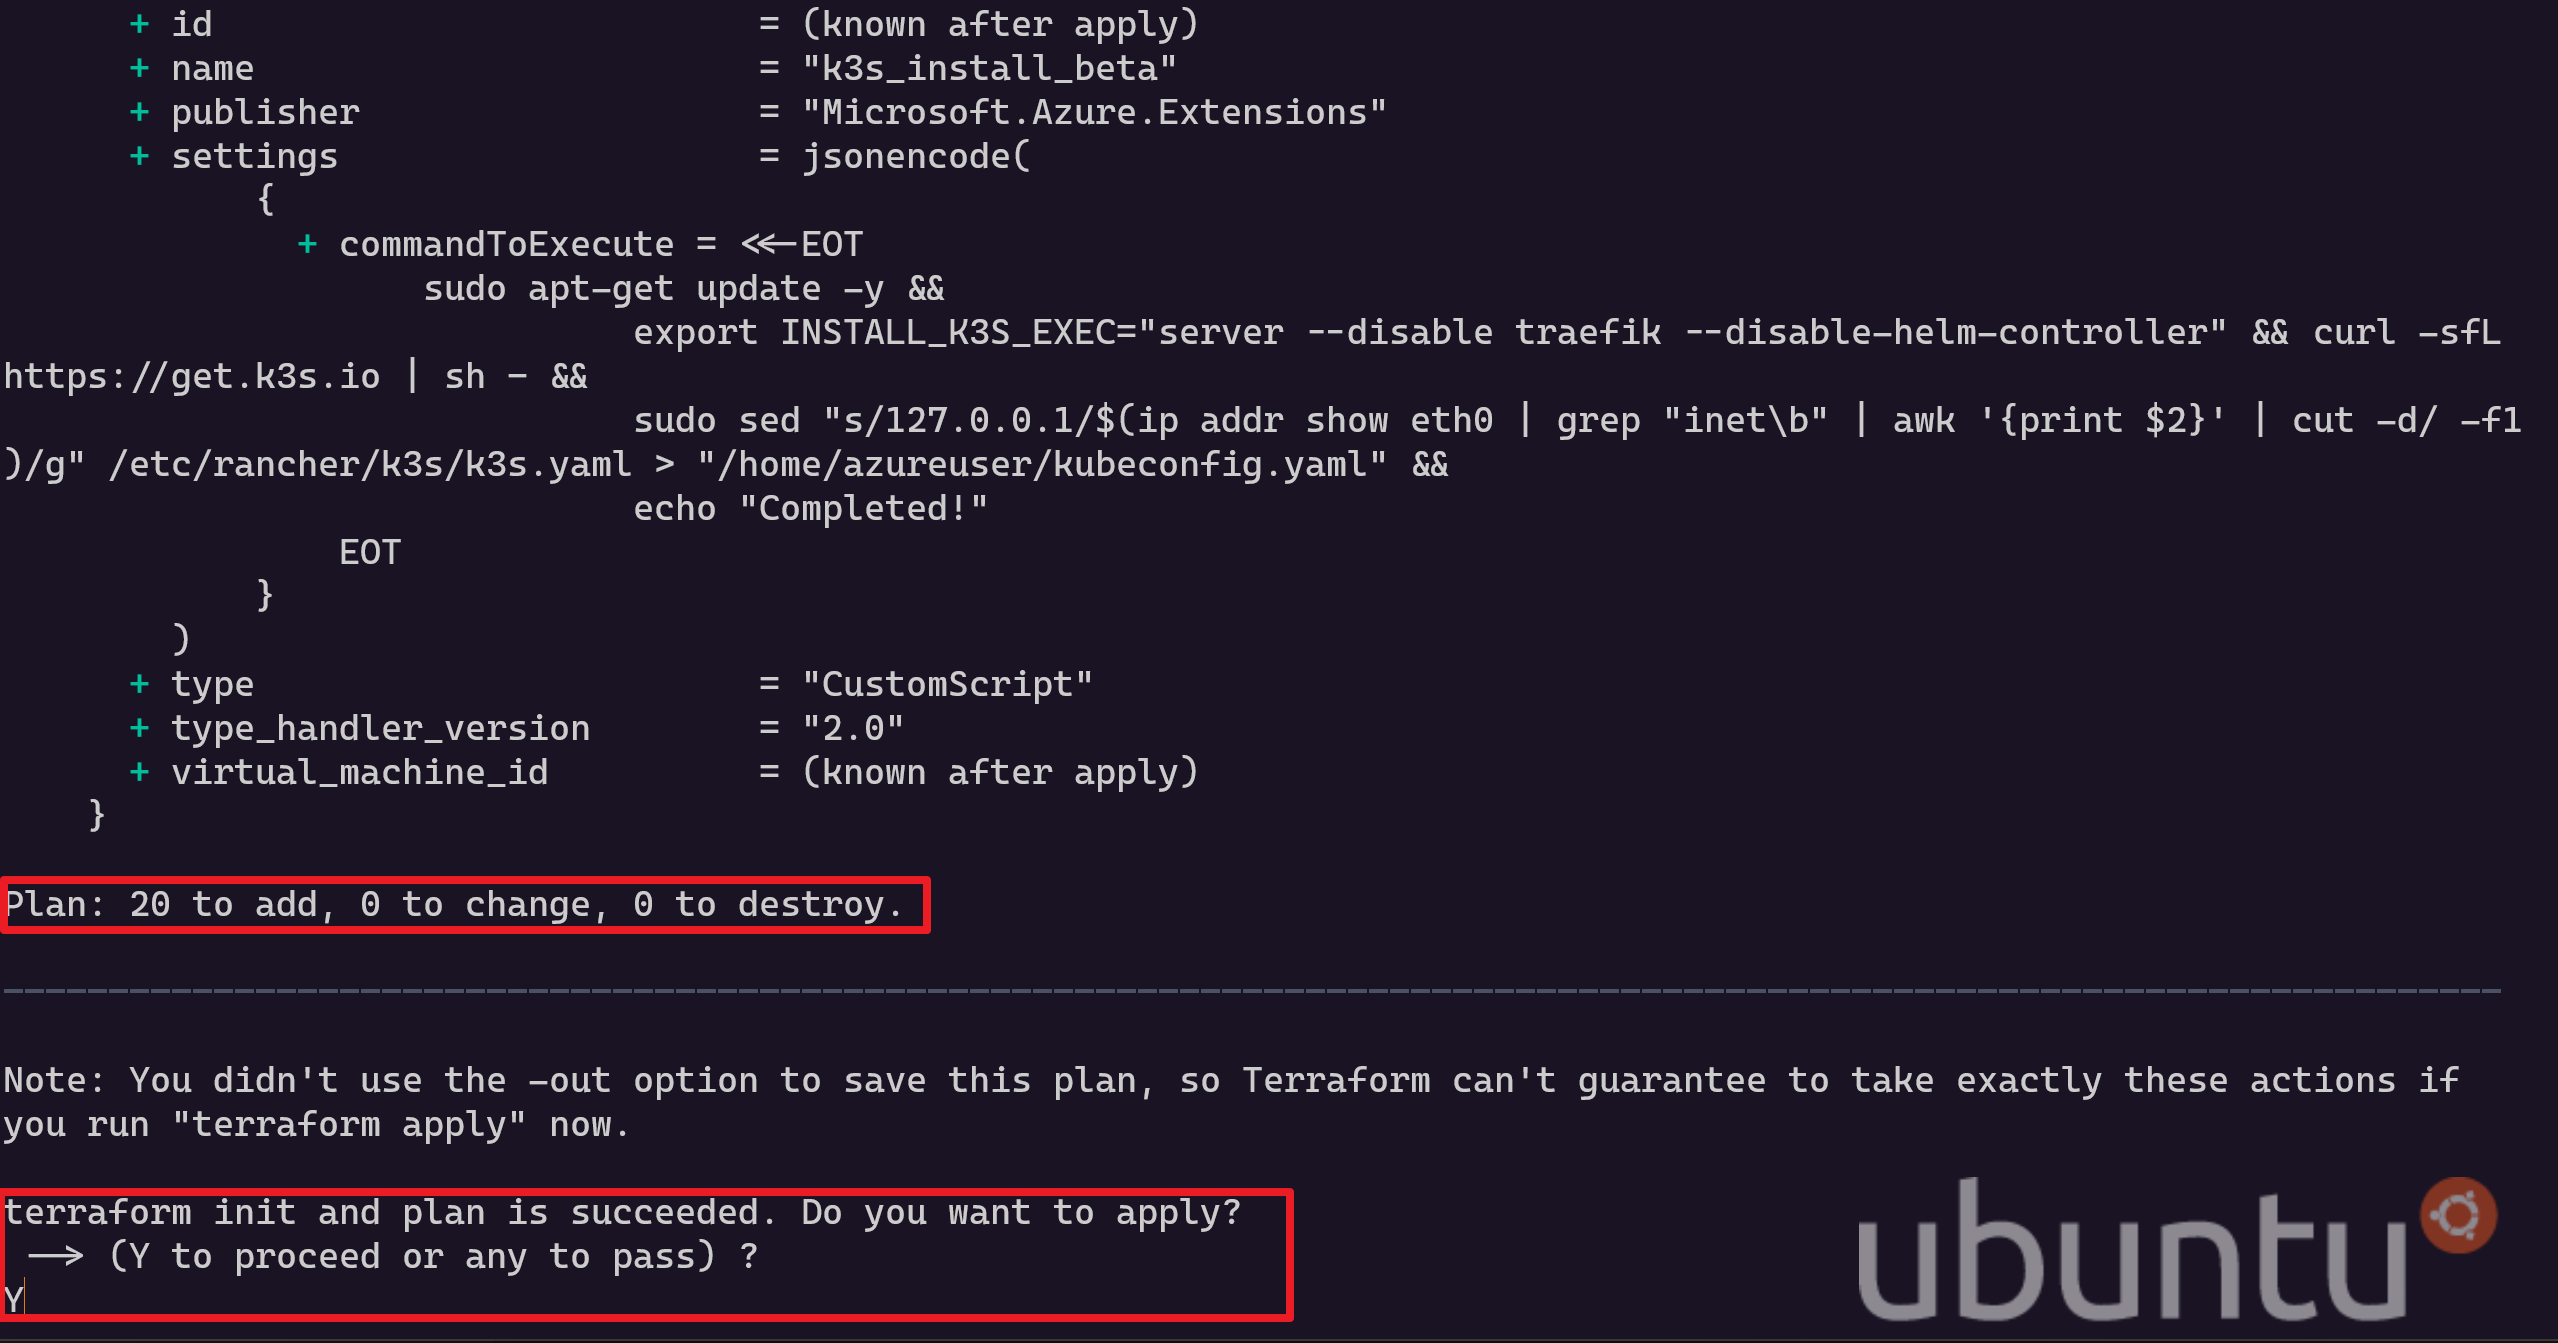 + id = (known after apply)
+ name = "k3s_install_beta"
+ publisher = "Microsoft.Azure.Extensions"
+ settings = jsonencode(
{
+ commandToExecute = <<-EOT
sudo apt-get update -y &&
export INSTALL_K3S_EXEC="server --disable traefik --disable-helm-controller" && curl -sfL
https://get.k3s.io | sh - &&
sudo sed "s/127.0.0.1/$(ip addr show eth0 | grep "inet\b" | awk '{print $2}' | cut -d/ -f1
)/g" /etc/rancher/k3s/k3s.yaml > "/home/azureuser/kubeconfig.yaml" &&
echo "Completed!"
EOT
}
)
+ type = "CustomScript"
+ type_handler_version = "2.0"
+ virtual_machine_id = (known after apply)
}
Plan: 20 to add, 0 to change, 0 to destroy.
------------------------------------------------------------------------
Note: You didn't use the -out option to save this plan, so Terraform can't guarantee to take exactly these actions if
you run "terraform apply" now.
terraform init and plan is succeeded. Do you want to apply?
--> (Y to proceed or any to pass) ?
Y
ubuntu